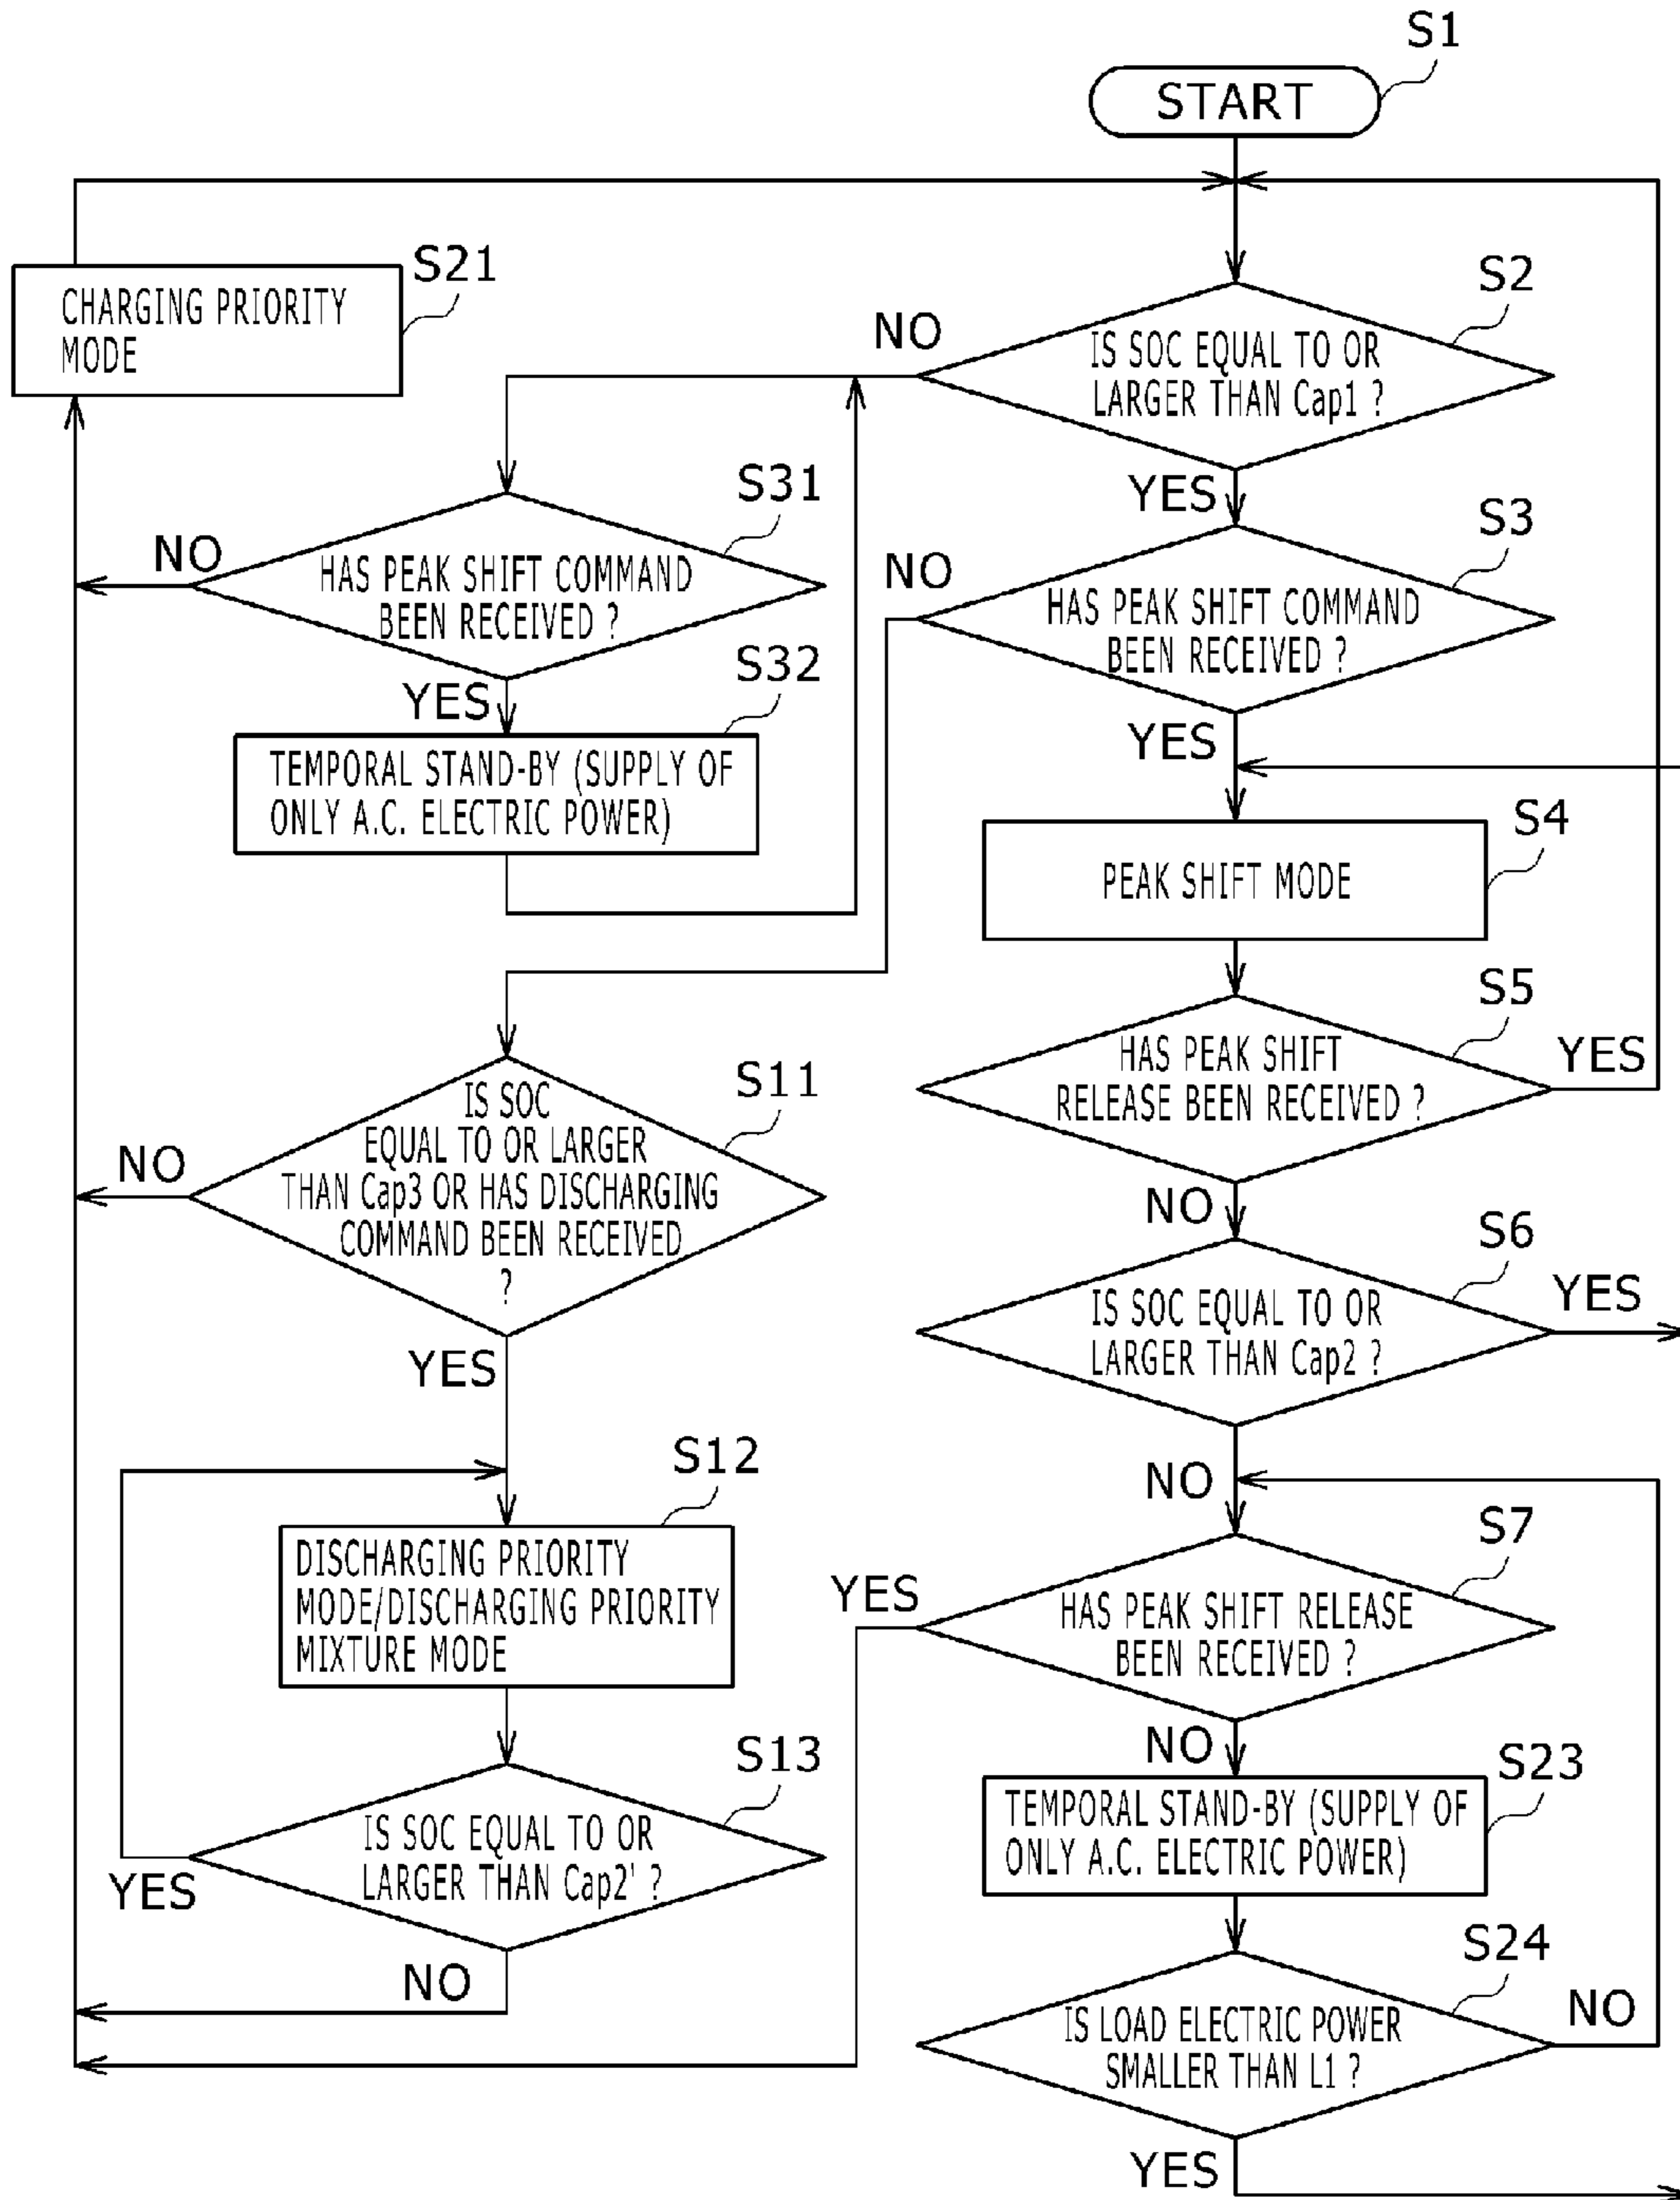 S1
START
S21
CHARGING PRIORITY
MODE
S2
NO
IS SOC EQUAL TO OR
LARGER THAN Cap1 ?
YES
S31
NO
HAS PEAK SHIFT COMMAND
BEEN RECEIVED ?
YES
S3
NO
HAS PEAK SHIFT COMMAND
BEEN RECEIVED ?
YES
S32
TEMPORAL STAND-BY (SUPPLY OF
ONLY A.C. ELECTRIC POWER)
S4
PEAK SHIFT MODE
S5
HAS PEAK SHIFT
RELEASE BEEN RECEIVED ?
YES
NO
S11
IS SOC
EQUAL TO OR LARGER
THAN Cap3 OR HAS DISCHARGING
COMMAND BEEN RECEIVED
?
NO
YES
S6
IS SOC EQUAL TO OR
LARGER THAN Cap2 ?
YES
NO
S12
DISCHARGING PRIORITY
MODE/DISCHARGING PRIORITY
MIXTURE MODE
S7
YES
HAS PEAK SHIFT RELEASE
BEEN RECEIVED ?
NO
S13
IS SOC EQUAL TO OR
LARGER THAN Cap2' ?
YES
NO
S23
TEMPORAL STAND-BY (SUPPLY OF
ONLY A.C. ELECTRIC POWER)
S24
IS LOAD ELECTRIC POWER
SMALLER THAN L1 ?
NO
YES